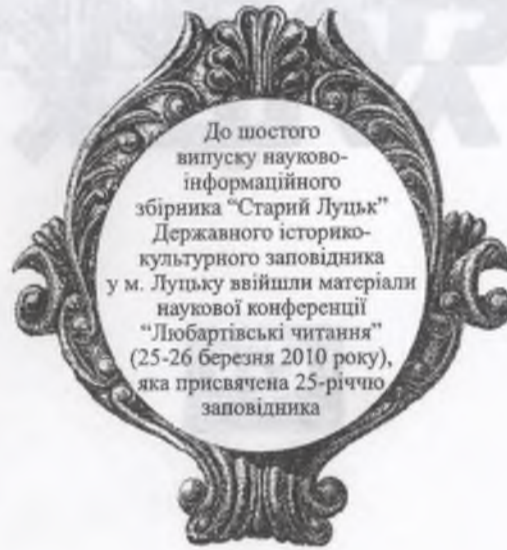 До шостого
випуску науково-
інформаційного
збірника “Старий Луцьк”
Державного історико-
культурного заповідника
у м. Луцьку ввійшли матеріали
наукової конференції
“Любартівські читання”
(25-26 березня 2010 року),
яка присвячена 25-річчю
заповідника